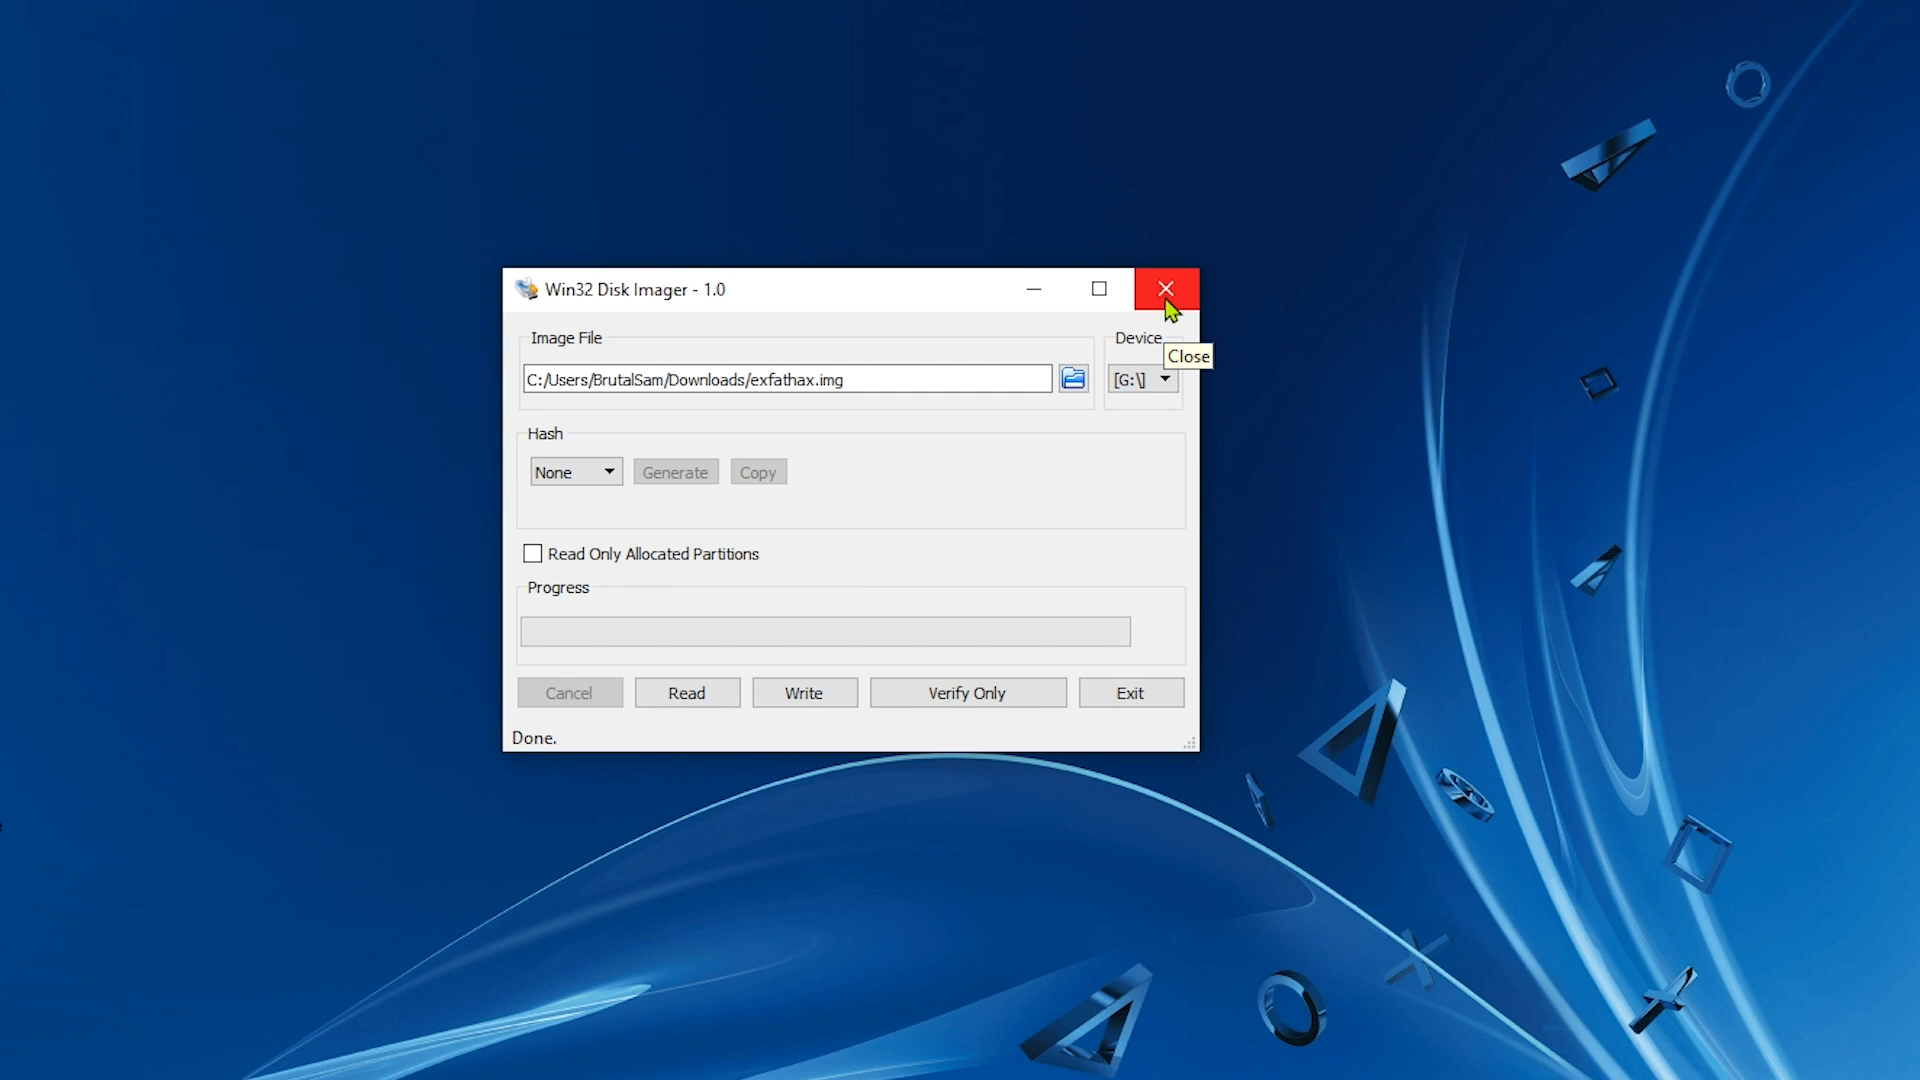 Win32 Disk Imager - 1.0
Image File
Device
Close
C:/Users/BrutalSam/Downloads/exfathax.img
[G:\]
Hash
None Generate Copy
Read Only Allocated Partitions
Progress
Cancel Read Write Verify Only Exit
Done.